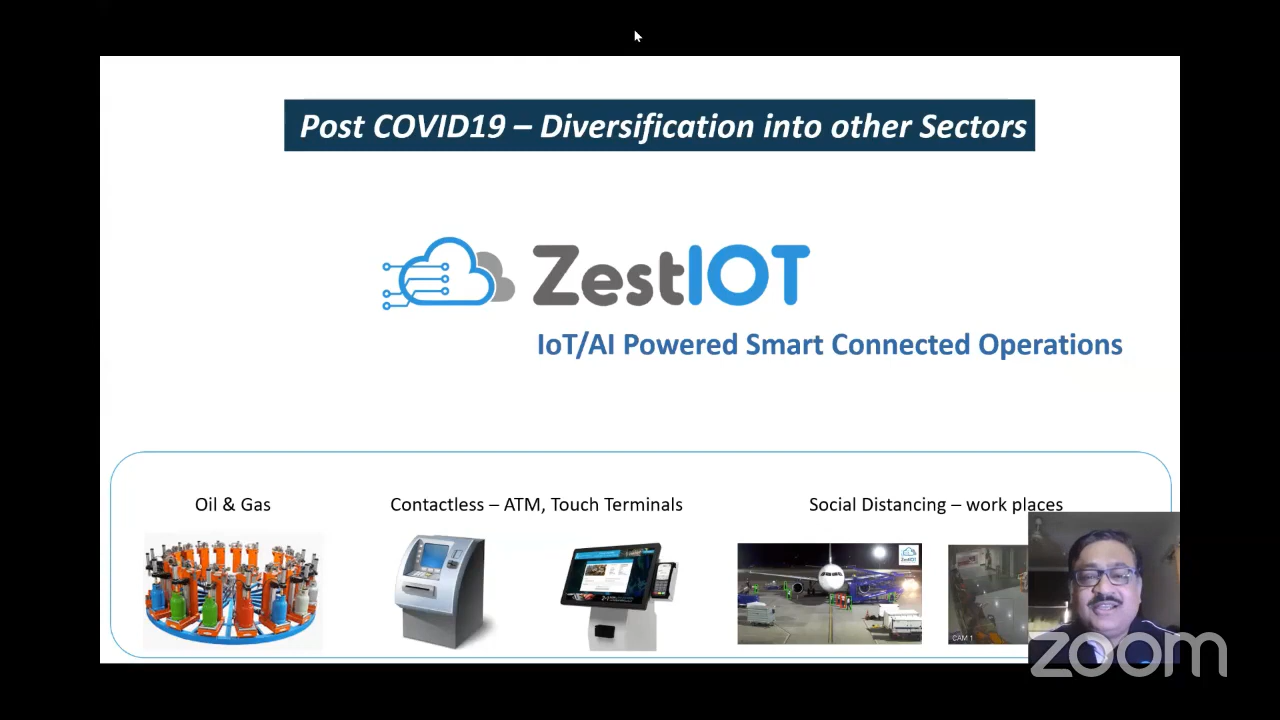 Post COVID19 – Diversification into other Sectors
ZestIOT
IoT/AI Powered Smart Connected Operations
Oil & Gas
Contactless – ATM, Touch Terminals
Social Distancing – work places
ZestIOT
CAM 1
zoom